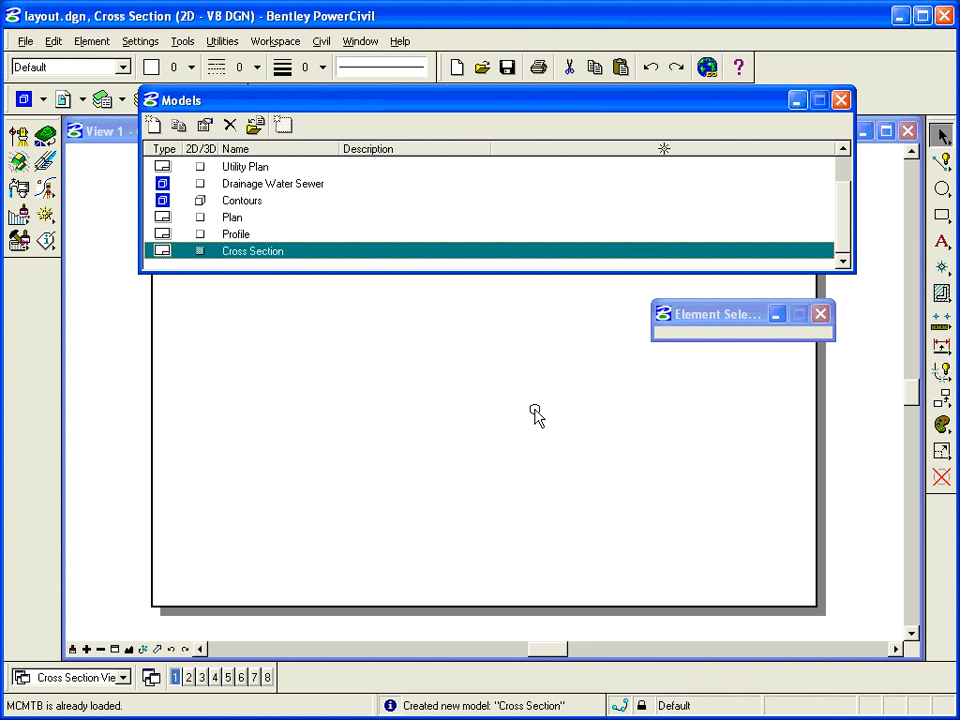 layout.dgn, Cross Section (2D - V8 DGN) - Bentley PowerCivil
File Edit Element Settings Tools Utilities Workspace Civil Window Help
Default 0 0 0
Models
View 1 -
Type 2D/3D Name Description
Utility Plan
Drainage Water Sewer
Contours
Plan
Profile
Cross Section
Element Sele...
Cross Section Vie 1 2 3 4 5 6 7 8
MCMTB is already loaded. Created new model: "Cross Section" Default